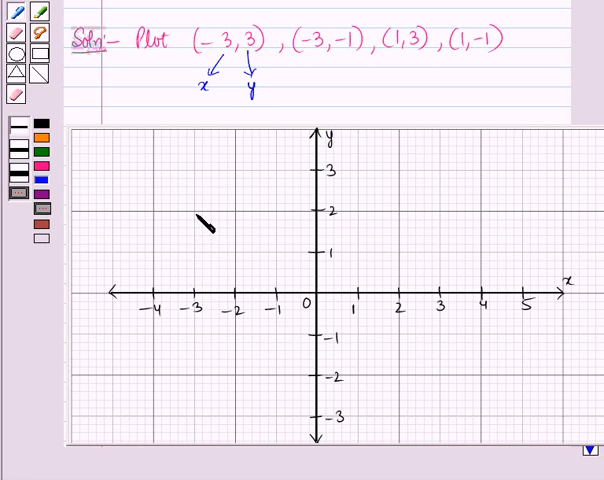 Soln:- Plot (-3, 3), (-3, -1), (1, 3), (1, -1)
x y
y
3
2
1
x
-4 -3 -2 -1 0 1 2 3 4 5
-1
-2
-3